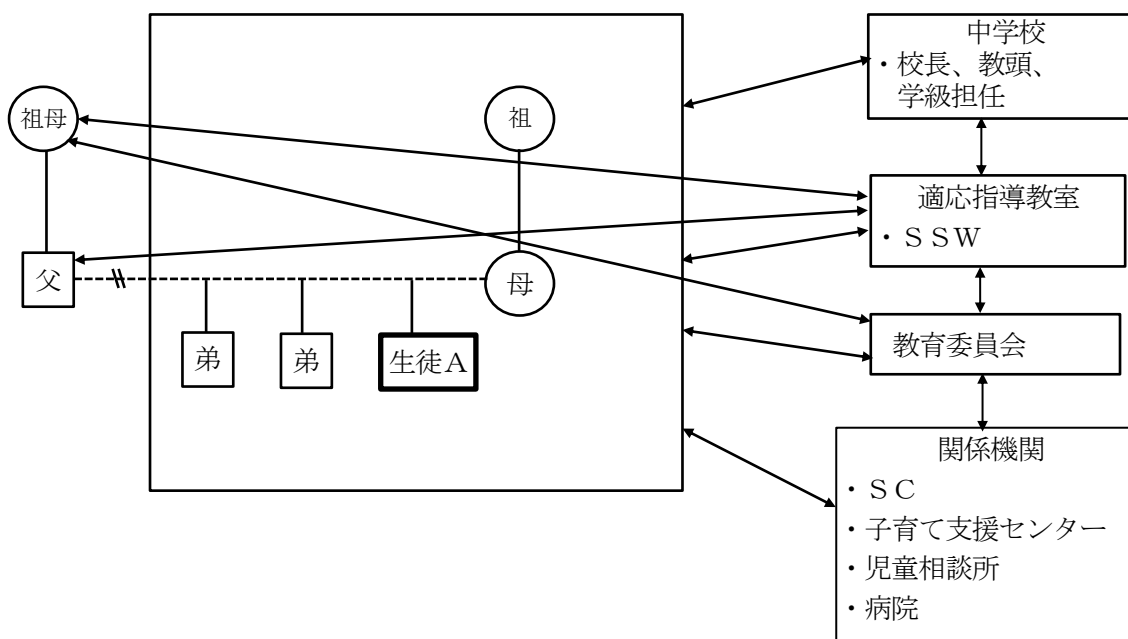 祖母
父
祖
母
弟
弟
生徒Ａ
中学校
・校長、教頭、
学級担任
適応指導教室
・ＳＳＷ
教育委員会
関係機関
・ＳＣ
・子育て支援センター
・児童相談所
・病院